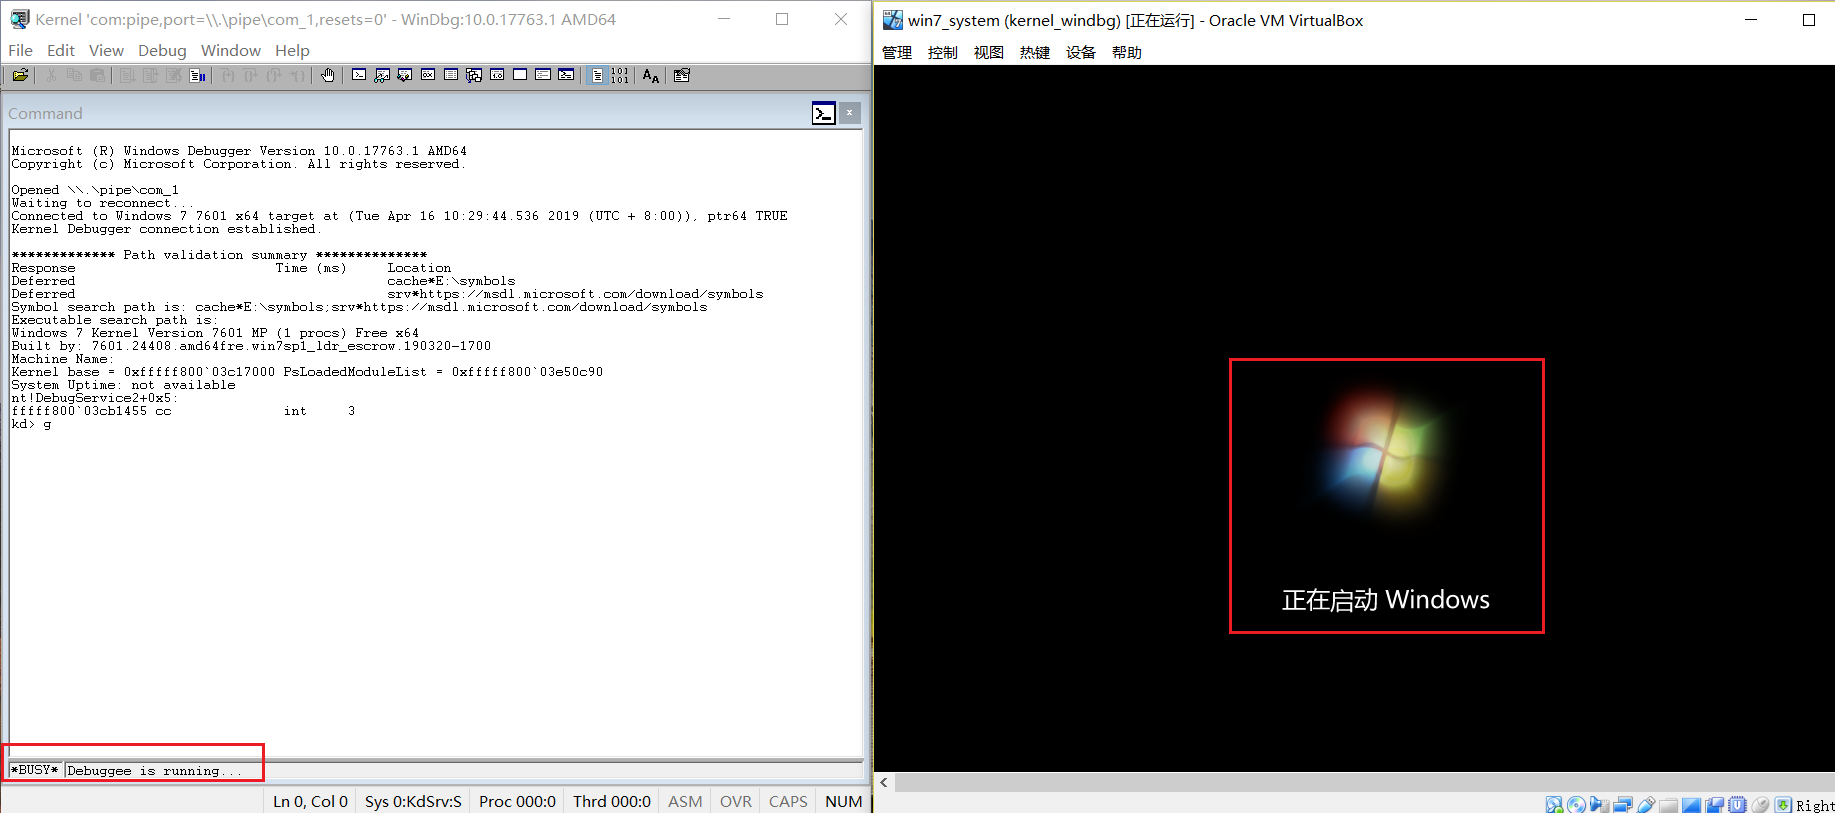 Kernel 'com:pipe,port=\\.\pipe\com_1,resets=0' - WinDbg:10.0.17763.1 AMD64
File Edit View Debug Window Help
Command
Microsoft (R) Windows Debugger Version 10.0.17763.1 AMD64
Copyright (c) Microsoft Corporation. All rights reserved.
Opened \\.\pipe\com_1
Waiting to reconnect...
Connected to Windows 7 7601 x64 target at (Tue Apr 16 10:29:44.536 2019 (UTC + 8:00)), ptr64 TRUE
Kernel Debugger connection established.
************* Path validation summary **************
Response Time (ms) Location
Deferred cache*E:\symbols
Deferred srv*https://msdl.microsoft.com/download/symbols
Symbol search path is: cache*E:\symbols;srv*https://msdl.microsoft.com/download/symbols
Executable search path is:
Windows 7 Kernel Version 7601 MP (1 procs) Free x64
Built by: 7601.24408.amd64fre.win7sp1_ldr_escrow.190320-1700
Machine Name:
Kernel base = 0xfffff800`03c17000 PsLoadedModuleList = 0xfffff800`03e50c90
System Uptime: not available
nt!DebugService2+0x5:
fffff800`03cb1455 cc int 3
kd> g
*BUSY* Debuggee is running...
Ln 0, Col 0 Sys 0:KdSrv:S Proc 000:0 Thrd 000:0 ASM OVR CAPS NUM
win7_system (kernel_windbg) [正在运行] - Oracle VM VirtualBox
管理 控制 视图 热键 设备 帮助
正在启动 Windows
Right